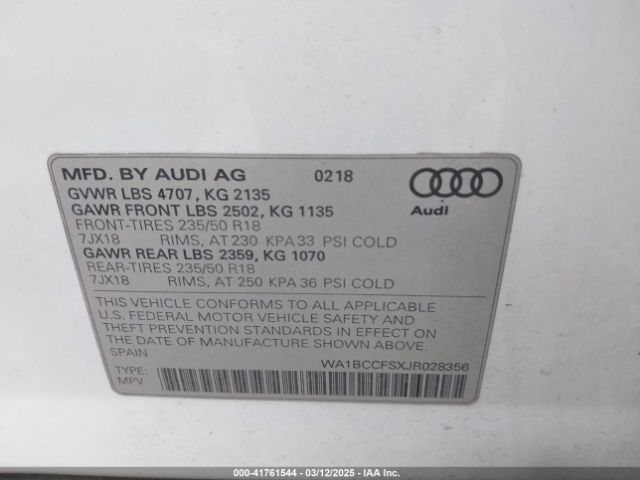 MFD. BY AUDI AG 0218
GVWR LBS 4707, KG 2135
GAWR FRONT LBS 2502, KG 1135
Audi
FRONT-TIRES 235/50 R18
7JX18 RIMS, AT 230 KPA 33 PSI COLD
GAWR REAR LBS 2359, KG 1070
REAR-TIRES 235/50 R18
7JX18 RIMS, AT 250 KPA 36 PSI COLD
THIS VEHICLE CONFORMS TO ALL APPLICABLE
U.S. FEDERAL MOTOR VEHICLE SAFETY AND
THEFT PREVENTION STANDARDS IN EFFECT ON
THE DATE OF MANUFACTURE SHOWN ABOVE.
SPAIN
WA1BCCFSXJR028356
TYPE:
MPV
000-41761544 — 03/12/2025 — IAA Inc. FCFS